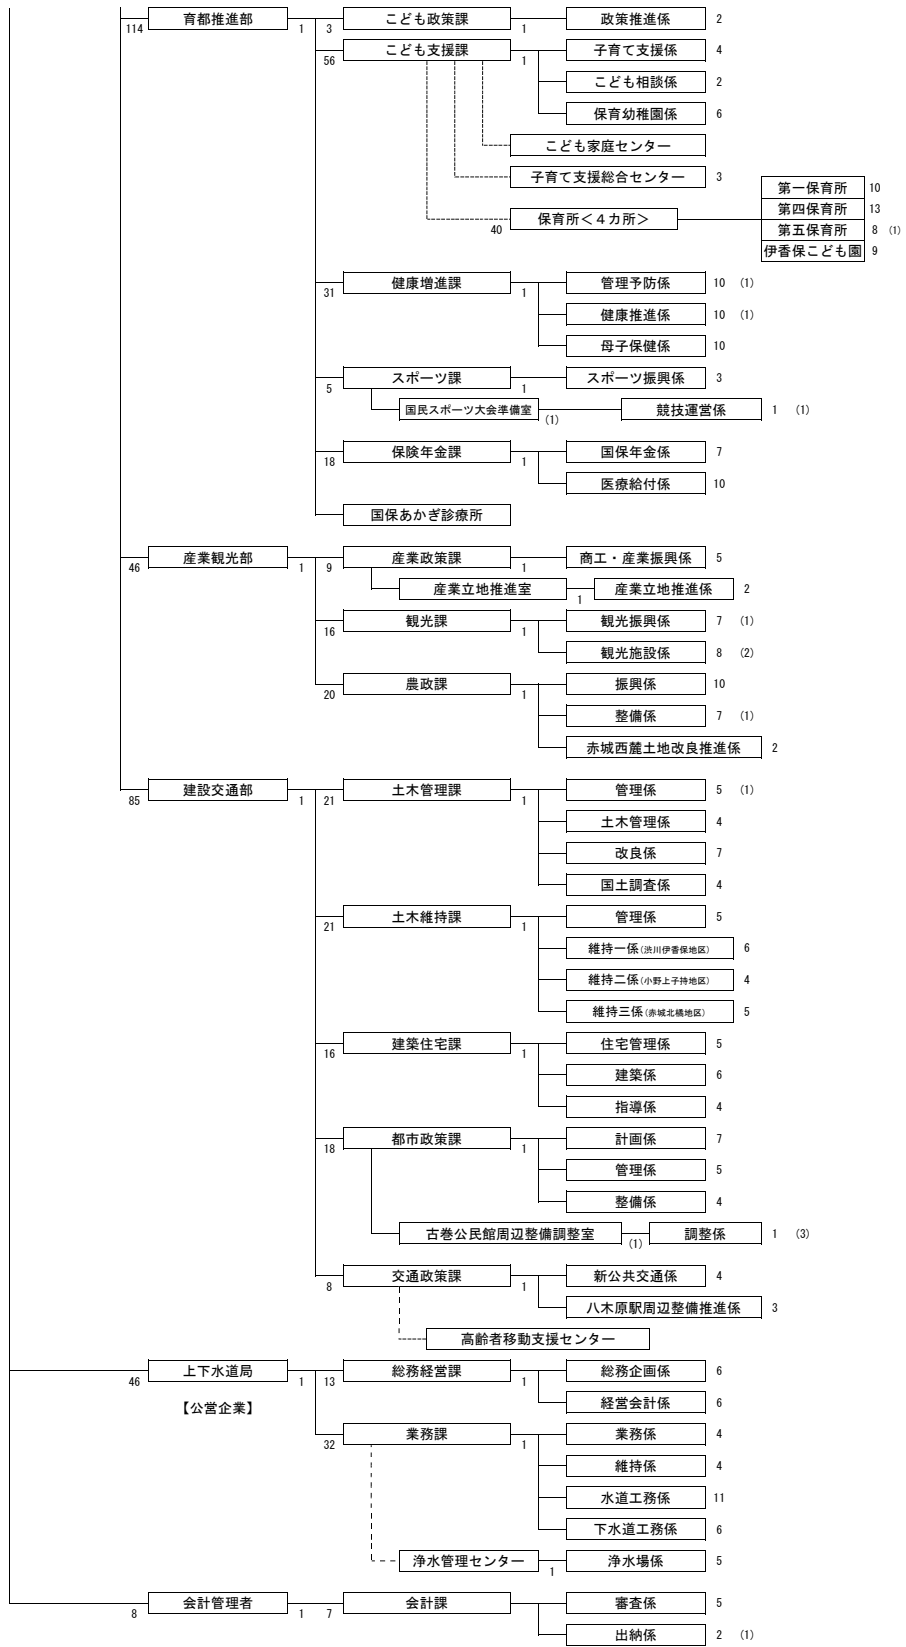 育都推進部 こども政策課 政策推進係 2
114 1 3 1
こども支援課 子育て支援係 4
56 1
こども相談係 2
保育幼稚園係 6
こども家庭センター
子育て支援総合センター 3
第一保育所 10
第四保育所 13
保育所<4カ所>
40
第五保育所 8 (1)
伊香保こども園 9
健康増進課 管理予防係 10 (1)
31 1
健康推進係 10 (1)
母子保健係 10
スポーツ課 スポーツ振興係 3
5 1
国民スポーツ大会準備室 競技運営係 1 (1)
(1)
保険年金課 国保年金係 7
18 1
医療給付係 10
国保あかぎ診療所
産業観光部 産業政策課 商工・産業振興係 5
46 1 9 1
産業立地推進室 産業立地推進係 2
1
観光課 観光振興係 7 (1)
16 1
観光施設係 8 (2)
農政課 振興係 10
20 1
整備係 7 (1)
赤城西麓土地改良推進係 2
建設交通部 土木管理課 管理係 5 (1)
85 1 21 1
土木管理係 4
改良係 7
国土調査係 4
土木維持課 管理係 5
21 1
維持一係(渋川伊香保地区) 6
維持二係(小野上子持地区) 4
維持三係(赤城北橘地区) 5
建築住宅課 住宅管理係 5
16 1
建築係 6
指導係 4
都市政策課 計画係 7
18 1
管理係 5
整備係 4
古巻公民館周辺整備調整室 調整係 1 (3)
(1)
交通政策課 新公共交通係 4
8 1
八木原駅周辺整備推進係 3
高齢者移動支援センター
上下水道局 総務経営課 総務企画係 6
46 1 13 1
【公営企業】 経営会計係 6
業務課 業務係 4
32 1
維持係 4
水道工務係 11
下水道工務係 6
浄水管理センター 浄水場係 5
1
会計管理者 会計課 審査係 5
8 1 7
出納係 2 (1)